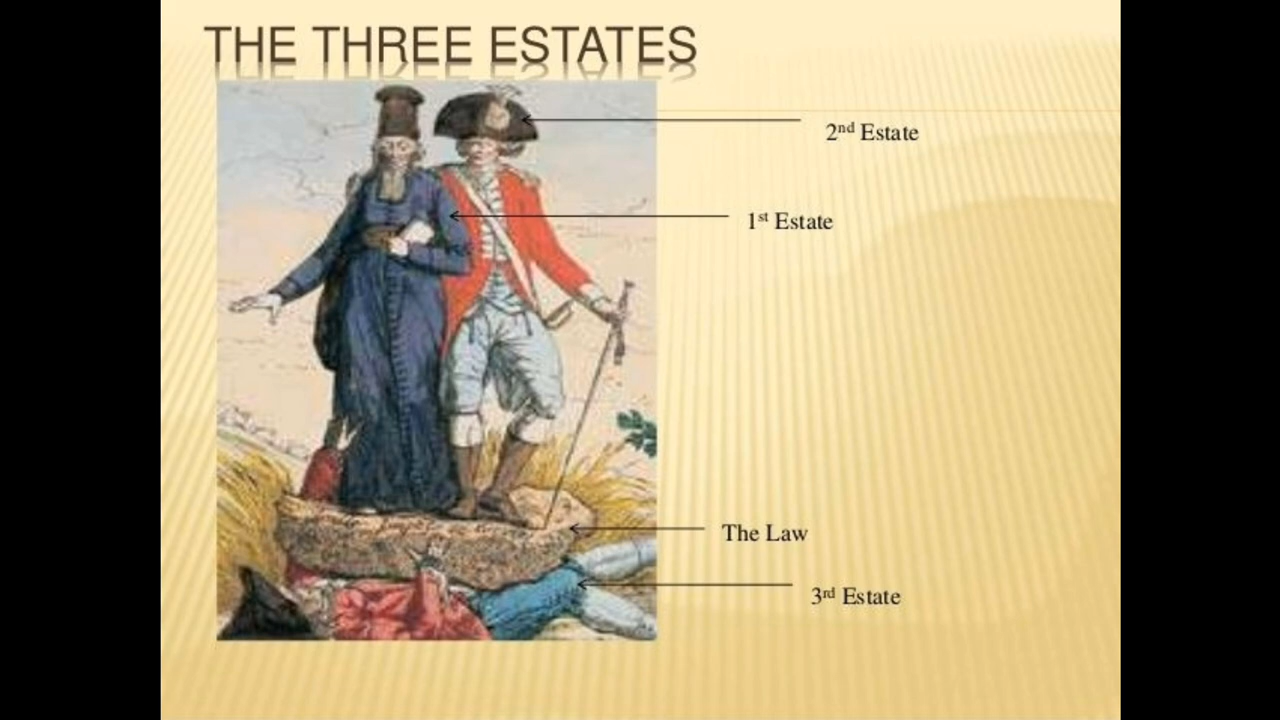 THE THREE ESTATES
2nd Estate
1st Estate
The Law
3rd Estate